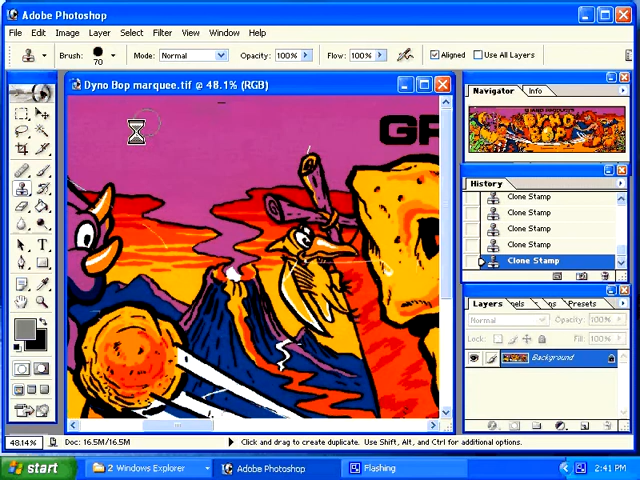 Adobe Photoshop
File Edit Image Layer Select Filter View Window Help
Brush: 70 Mode: Normal Opacity: 100% Flow: 100% Aligned Use All Layers
Dyno Bop marquee.tif @ 48.1% (RGB)
GR
Navigator Info
DYNO
BOP
History
Clone Stamp
Clone Stamp
Clone Stamp
Clone Stamp
Clone Stamp
Layers Presets
Normal Opacity: 100%
Lock: Fill: 100%
Background
48.14% Doc: 16.5M/16.5M Click and drag to create duplicate. Use Shift, Alt, and Ctrl for additional options.
start 2 Windows Explorer Adobe Photoshop Flashing 2:41 PM